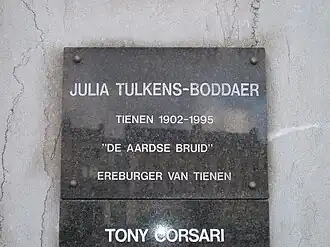 JULIA TULKENS-BODDAER
TIENEN 1902-1995
"DE AARDSE BRUID"
EREBURGER VAN TIENEN
TONY CORSARI